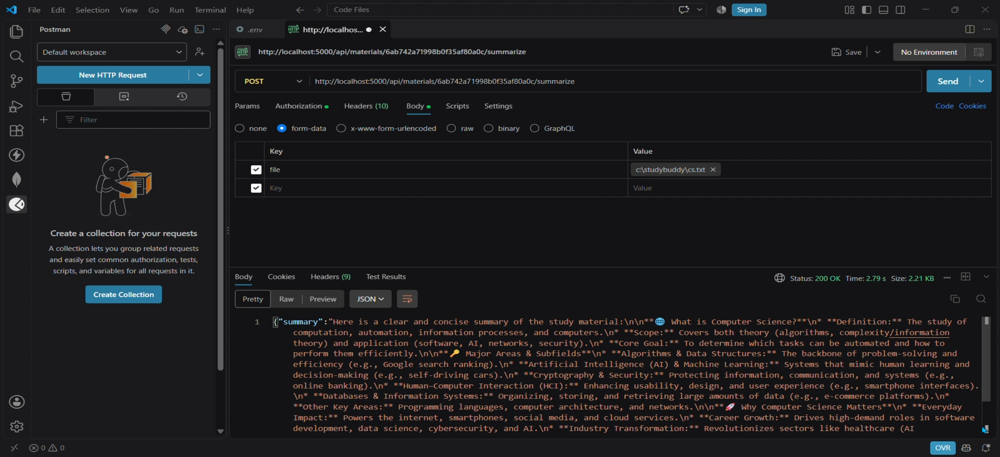 File Edit Selection View Go Run Terminal Help
Code Files
Sign In
Postman
.env
HTTP http://localhos...
Default workspace
HTTP http://localhost:5000/api/materials/6ab742a71998b0f35af80a0c/summarize
Save
No Environment
New HTTP Request
POST
http://localhost:5000/api/materials/6ab742a71998b0f35af80a0c/summarize
Send
Params Authorization Headers (10) Body Scripts Settings
Code Cookies
Filter
none form-data x-www-form-urlencoded raw binary GraphQL
Key Value
file c:\studybuddy\cs.txt
Key Value
Create a collection for your requests
A collection lets you group related requests
and easily set common authorization, tests,
scripts, and variables for all requests in it.
Create Collection
Body Cookies Headers (9) Test Results
Status: 200 OK Time: 2.79 s Size: 2.21 KB
Pretty Raw Preview JSON
1 {"summary":"Here is a clear and concise summary of the study material:\n\n**🌐 What is Computer Science?**\n* **Definition:** The study of
computation, automation, information processes, and computers.\n* **Scope:** Covers both theory (algorithms, complexity/information
theory) and application (software, AI, networks, security).\n* **Core Goal:** To determine which tasks can be automated and how to
perform them efficiently.\n\n**🔑 Major Areas & Subfields**\n* **Algorithms & Data Structures:** The backbone of problem-solving and
efficiency (e.g., Google search ranking).\n* **Artificial Intelligence (AI) & Machine Learning:** Systems that mimic human learning and
decision-making (e.g., self-driving cars).\n* **Cryptography & Security:** Protecting information, communication, and systems (e.g.,
online banking).\n* **Human–Computer Interaction (HCI):** Enhancing usability, design, and user experience (e.g., smartphone interfaces).
\n* **Databases & Information Systems:** Organizing, storing, and retrieving large amounts of data (e.g., e-commerce platforms).\n*
**Other Key Areas:** Programming languages, computer architecture, and networks.\n\n**🚀 Why Computer Science Matters**\n* **Everyday
Impact:** Powers the internet, smartphones, social media, and cloud services.\n* **Career Growth:** Drives high-demand roles in software
development, data science, cybersecurity, and AI.\n* **Industry Transformation:** Revolutionizes sectors like healthcare (AI
0 0
OVR